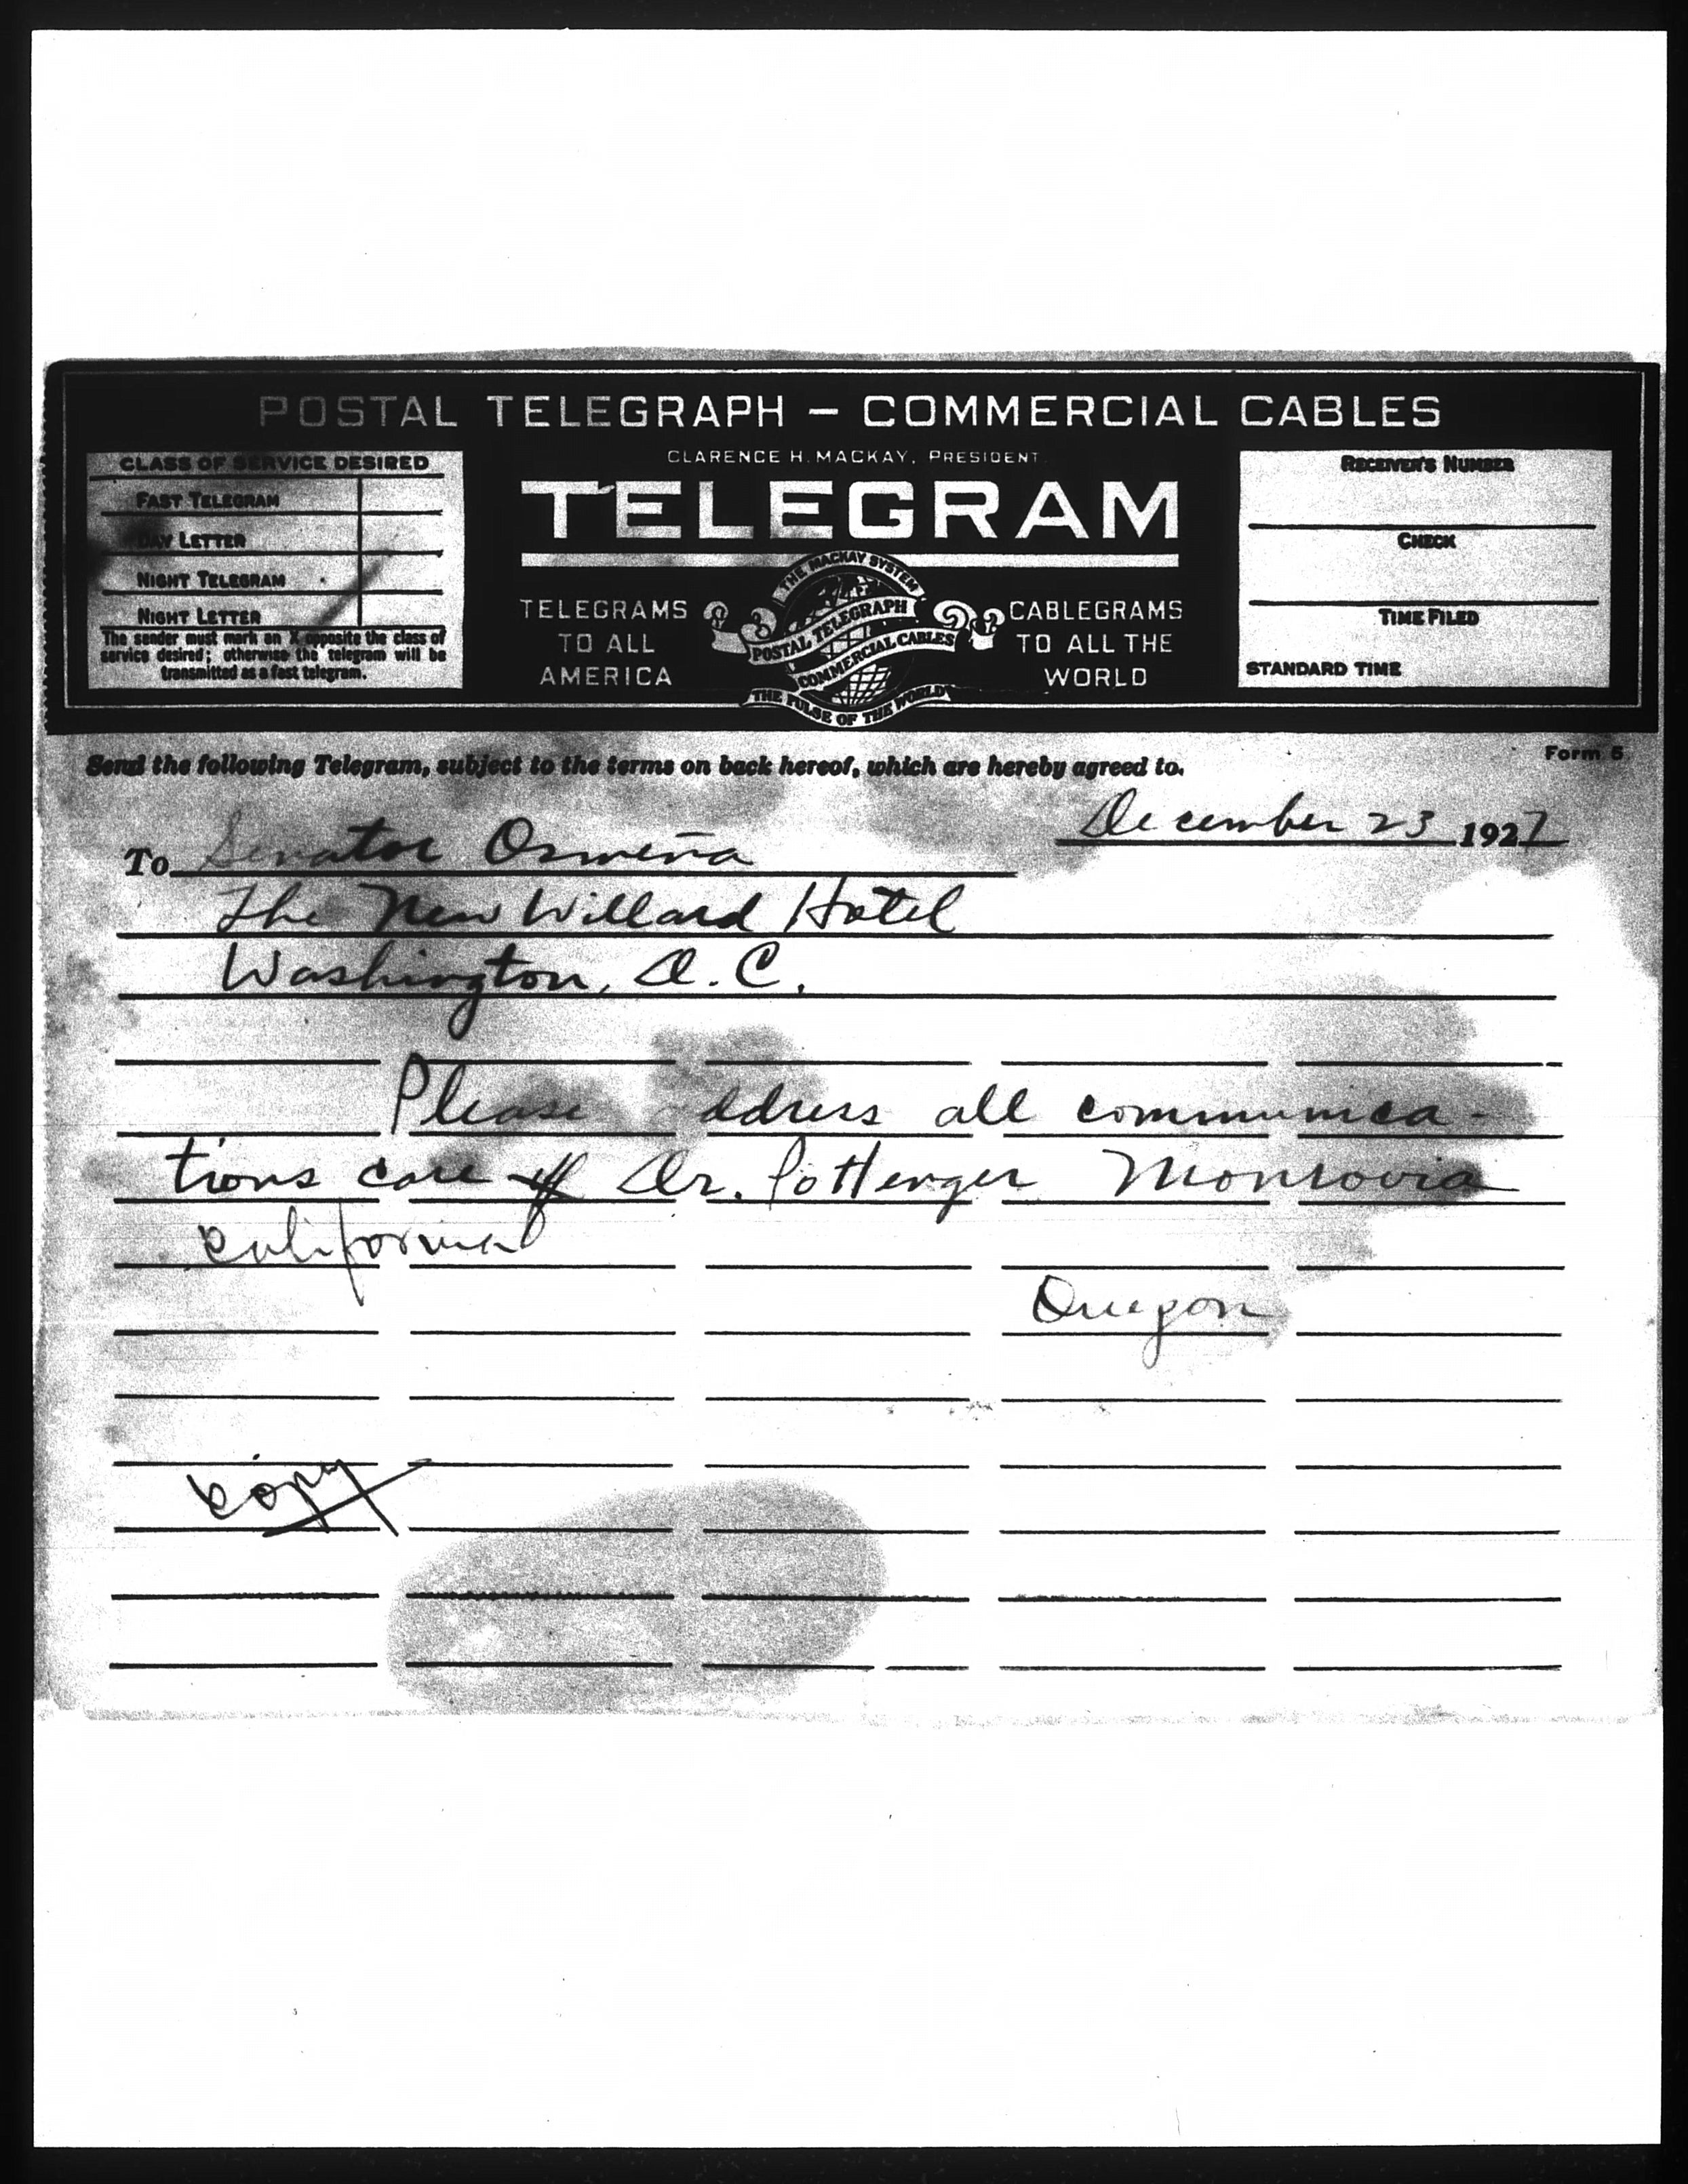 POSTAL TELEGRAPH – COMMERCIAL CABLES
CLARENCE H. MACKAY, PRESIDENT.
TELEGRAM
CLASS OF SERVICE DESIRED
FAST TELEGRAM
DAY LETTER
NIGHT TELEGRAM
NIGHT LETTER
The sender must mark an X opposite the class of
service desired; otherwise the telegram will be
transmitted as a fast telegram.
TELEGRAMS
TO ALL
AMERICA
THE MACKAY SYSTEM
POSTAL TELEGRAPH
COMMERCIAL CABLES
THE PULSE OF THE WORLD
CABLEGRAMS
TO ALL THE
WORLD
RECEIVER'S NUMBER
CHECK
TIME FILED
STANDARD TIME
Send the following Telegram, subject to the terms on back hereof, which are hereby agreed to.
Form 5
December 23 1927
To Senator Osmeña
The New Willard Hotel
Washington, D.C.
Please address all communica-
tions care of Dr. Pottenger Monrovia
California
Quezon
Copy